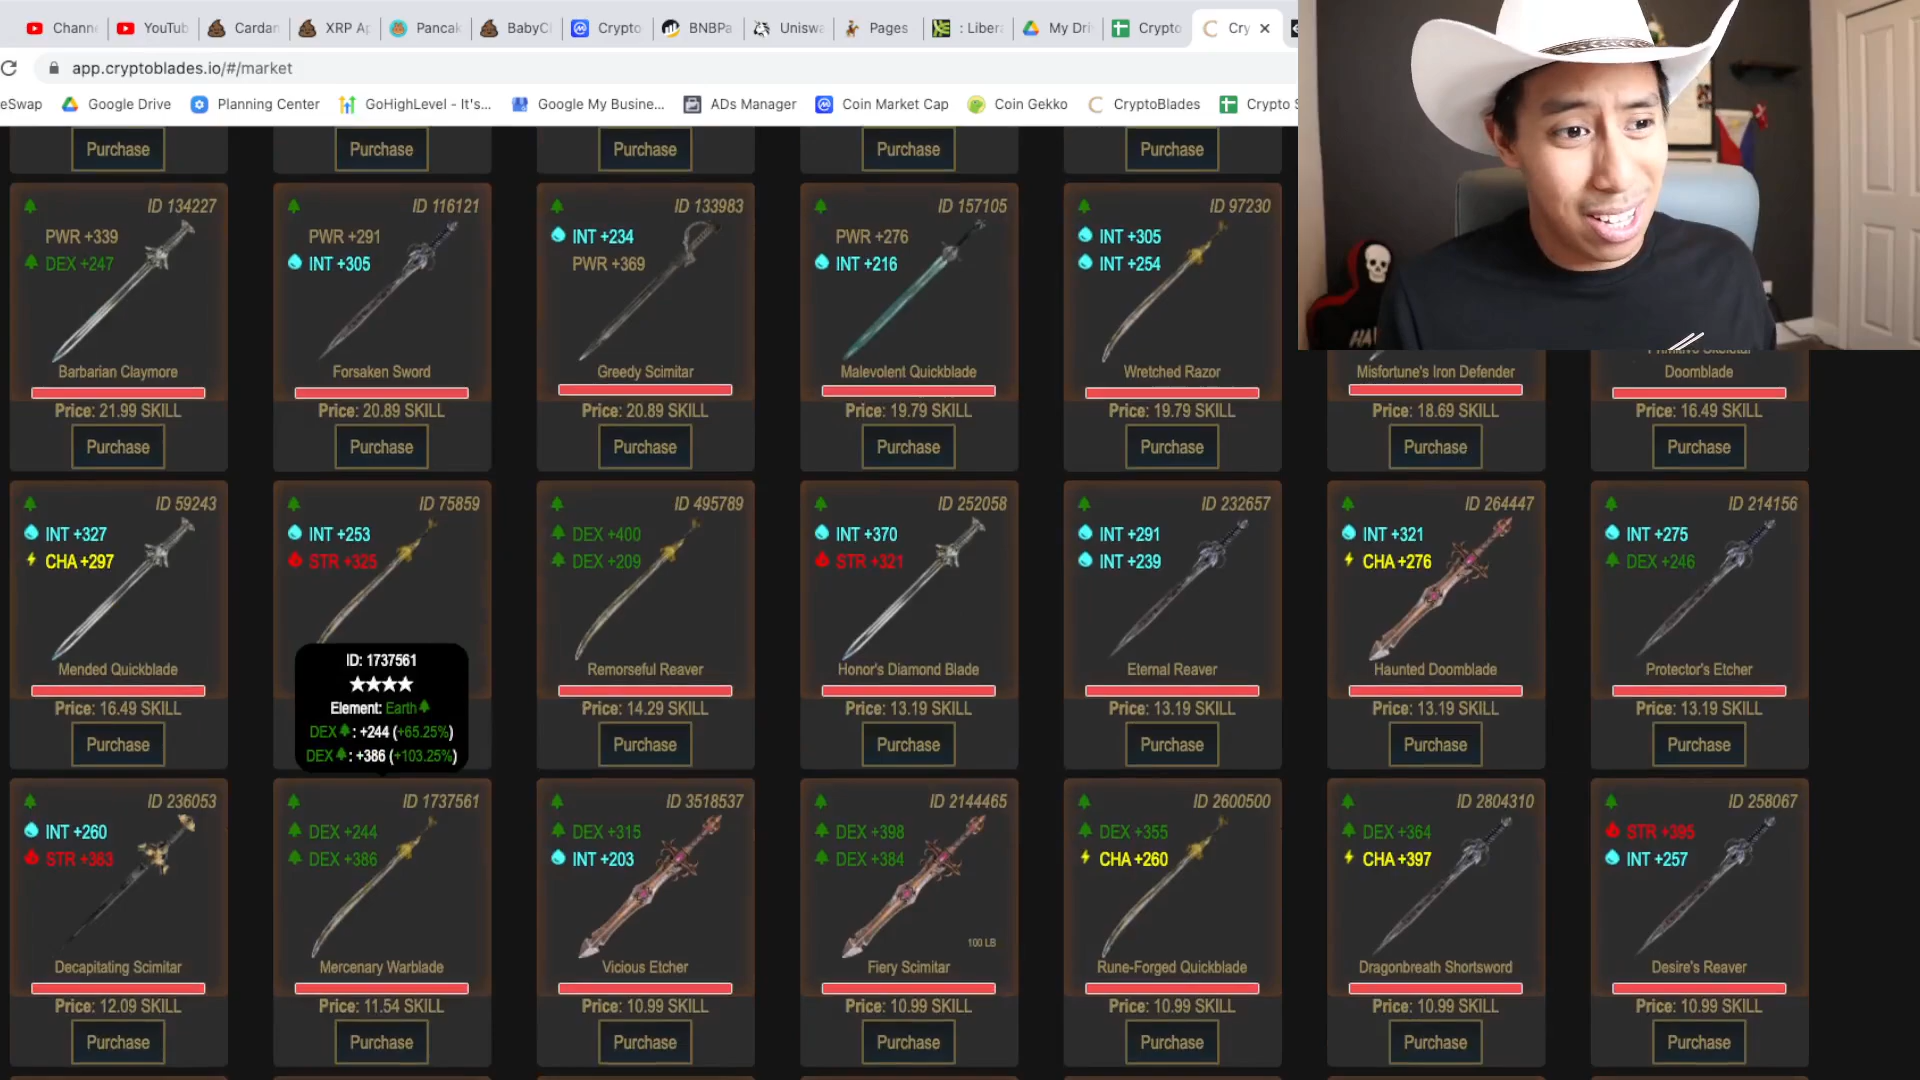 Channe YouTub Cardan XRP Ap Pancak BabyCl Crypto BNBPa Uniswa Pages : Libera My Dri Crypto Cry
app.cryptoblades.io/#/market
eSwap Google Drive Planning Center GoHighLevel - It's... Google My Busine... ADs Manager Coin Market Cap Coin Gekko CryptoBlades Crypto S
Purchase Purchase Purchase Purchase Purchase
ID 134227 ID 116121 ID 133983 ID 157105 ID 97230
PWR +339 PWR +291 INT +234 PWR +276 INT +305
DEX +247 INT +305 PWR +369 INT +216 INT +254
Primitive Skeletal
Barbarian Claymore Forsaken Sword Greedy Scimitar Malevolent Quickblade Wretched Razor Misfortune's Iron Defender Doomblade
Price: 21.99 SKILL Price: 20.89 SKILL Price: 20.89 SKILL Price: 19.79 SKILL Price: 19.79 SKILL Price: 18.69 SKILL Price: 16.49 SKILL
Purchase Purchase Purchase Purchase Purchase Purchase Purchase
ID 59243 ID 75859 ID 495789 ID 252058 ID 232657 ID 264447 ID 214156
INT +327 INT +253 DEX +400 INT +370 INT +291 INT +321 INT +275
CHA +297 STR +325 DEX +209 STR +321 INT +239 CHA +276 DEX +246
Mended Quickblade Remorseful Reaver Honor's Diamond Blade Eternal Reaver Haunted Doomblade Protector's Etcher
Price: 16.49 SKILL Price: 14.29 SKILL Price: 13.19 SKILL Price: 13.19 SKILL Price: 13.19 SKILL Price: 13.19 SKILL
Purchase Purchase Purchase Purchase Purchase Purchase
ID: 1737561
★★★★
Element: Earth
DEX : +244 (+65.25%)
DEX : +386 (+103.25%)
ID 236053 ID 1737561 ID 3518537 ID 2144465 ID 2600500 ID 2804310 ID 258067
INT +260 DEX +244 DEX +315 DEX +398 DEX +355 DEX +364 STR +395
STR +383 DEX +386 INT +203 DEX +384 CHA +260 CHA +397 INT +257
100 LB
Decapitating Scimitar Mercenary Warblade Vicious Etcher Fiery Scimitar Rune-Forged Quickblade Dragonbreath Shortsword Desire's Reaver
Price: 12.09 SKILL Price: 11.54 SKILL Price: 10.99 SKILL Price: 10.99 SKILL Price: 10.99 SKILL Price: 10.99 SKILL Price: 10.99 SKILL
Purchase Purchase Purchase Purchase Purchase Purchase Purchase